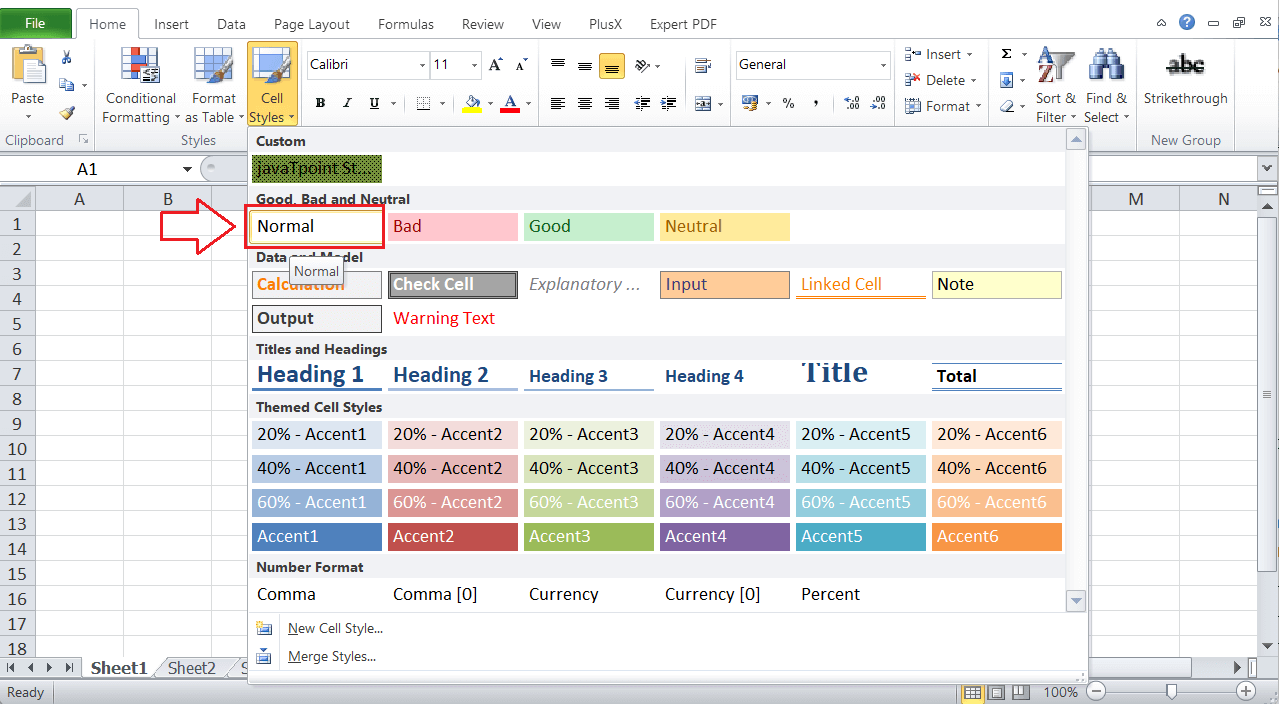 File Home Insert Data Page Layout Formulas Review View PlusX Expert PDF
Calibri 11 General
Insert
Delete
Format
Paste
Conditional Formatting
Format as Table
Cell Styles
B I U
% ,
Σ
Sort & Filter
Find & Select
abc
Strikethrough
Clipboard Styles New Group
A1
A B M N
Custom
javaTpoint St...
Good, Bad and Neutral
Normal Bad Good Neutral
Data and Model
Normal
Calculation Check Cell Explanatory ... Input Linked Cell Note
Output Warning Text
Titles and Headings
Heading 1 Heading 2 Heading 3 Heading 4 Title Total
Themed Cell Styles
20% - Accent1 20% - Accent2 20% - Accent3 20% - Accent4 20% - Accent5 20% - Accent6
40% - Accent1 40% - Accent2 40% - Accent3 40% - Accent4 40% - Accent5 40% - Accent6
60% - Accent1 60% - Accent2 60% - Accent3 60% - Accent4 60% - Accent5 60% - Accent6
Accent1 Accent2 Accent3 Accent4 Accent5 Accent6
Number Format
Comma Comma [0] Currency Currency [0] Percent
New Cell Style...
Merge Styles...
1
2
3
4
5
6
7
8
9
10
11
12
13
14
15
16
17
18
Sheet1 Sheet2 S
Ready 100%